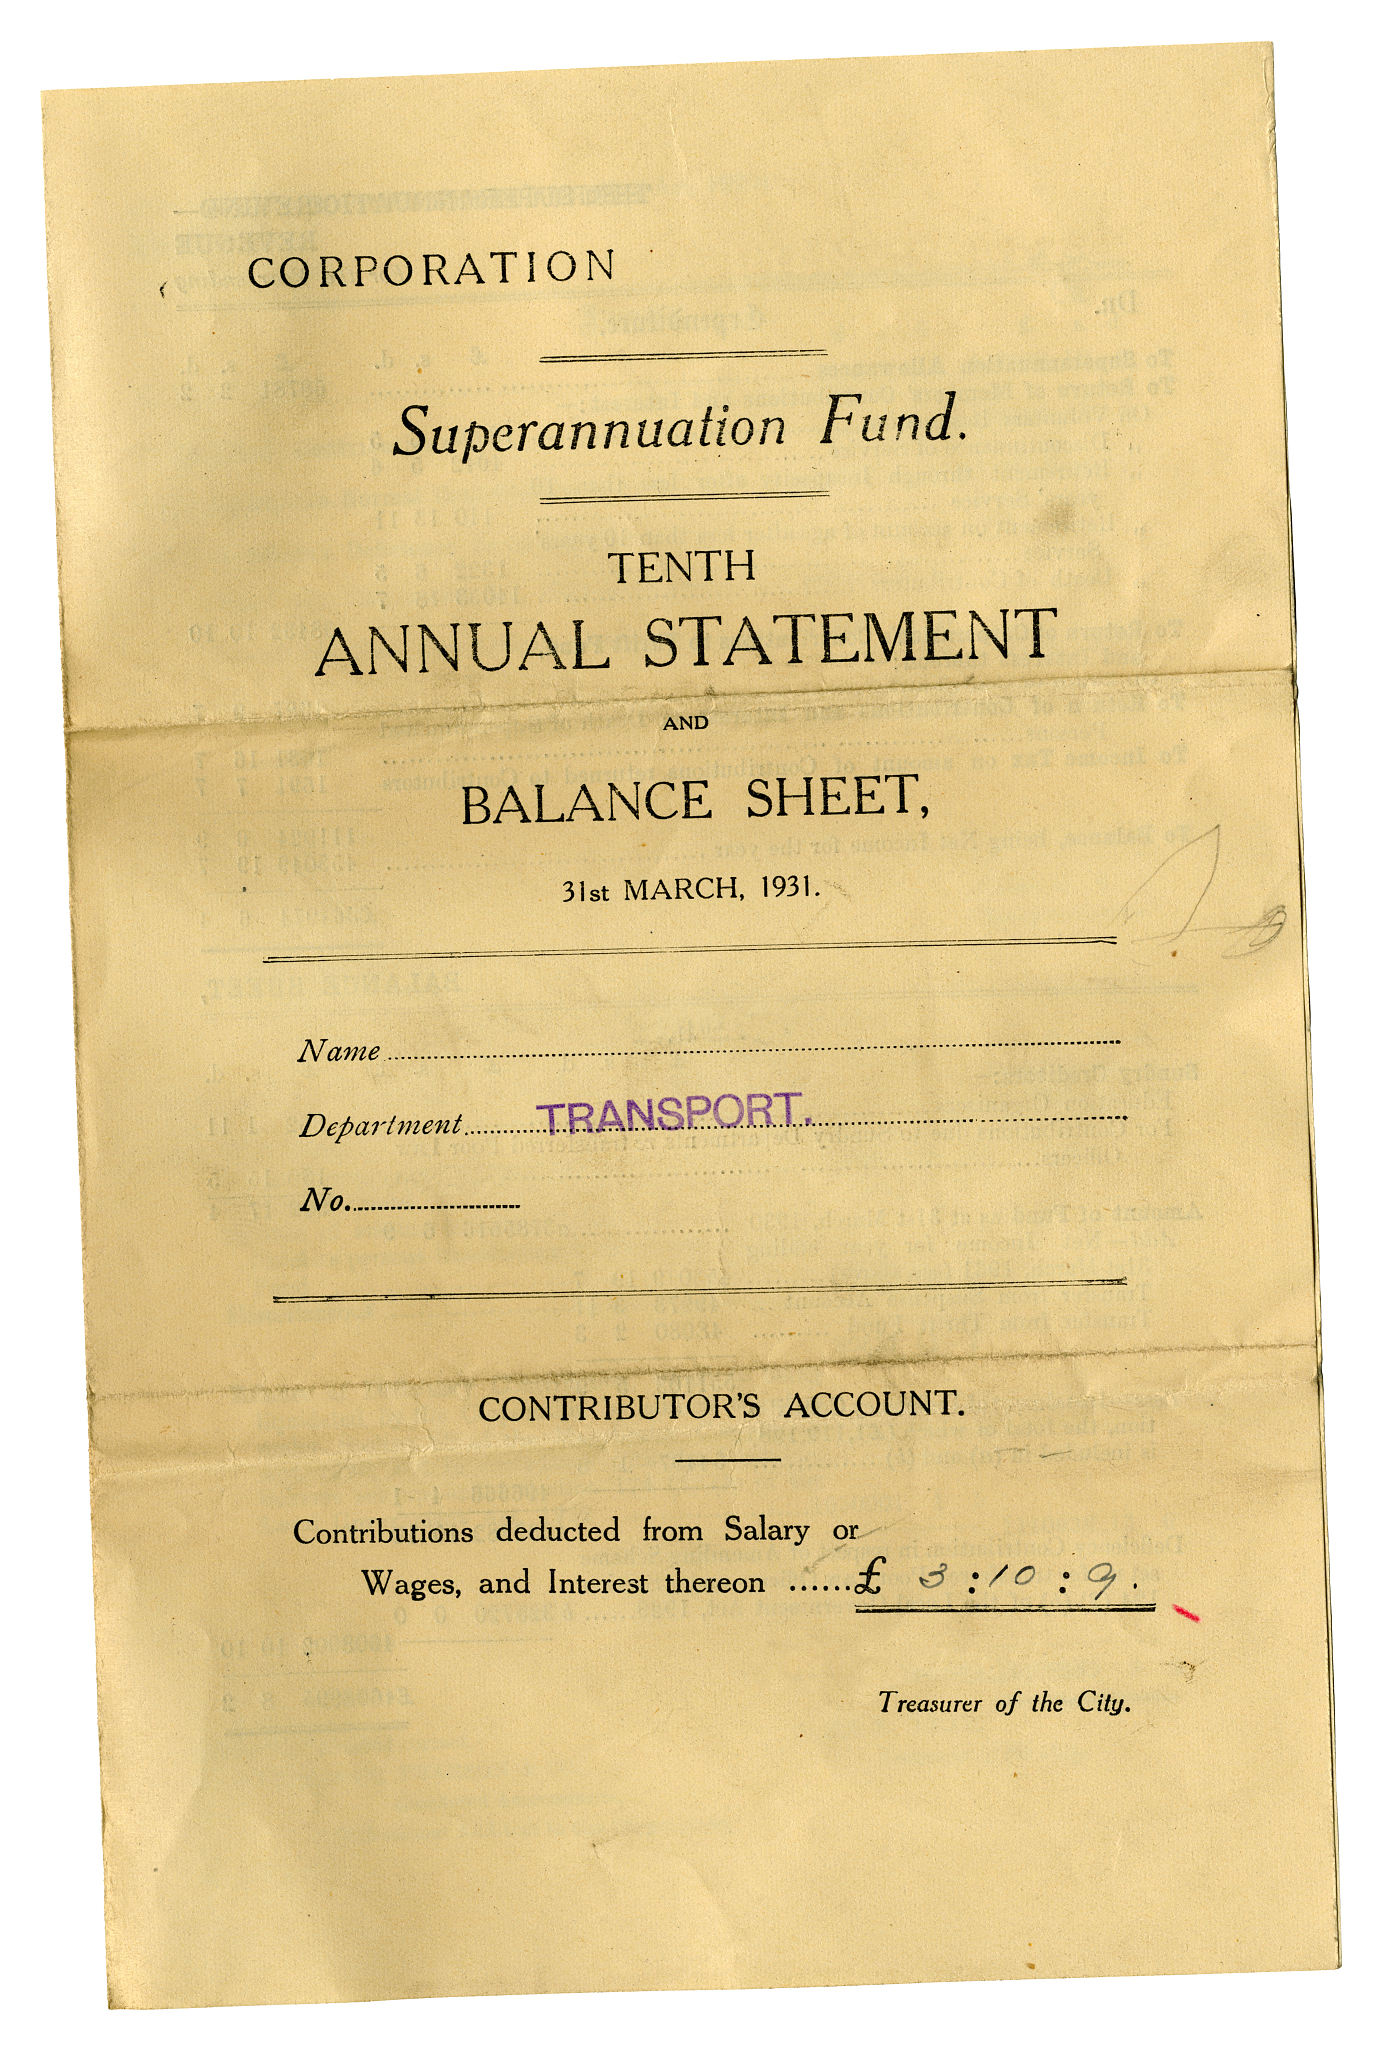 CORPORATION
Superannuation Fund.
TENTH
ANNUAL STATEMENT
AND
BALANCE SHEET,
31st MARCH, 1931.
Name
Department TRANSPORT.
No.
CONTRIBUTOR'S ACCOUNT.
Contributions deducted from Salary or
Wages, and Interest thereon ......£ 3 : 10 : 9.
Treasurer of the City.